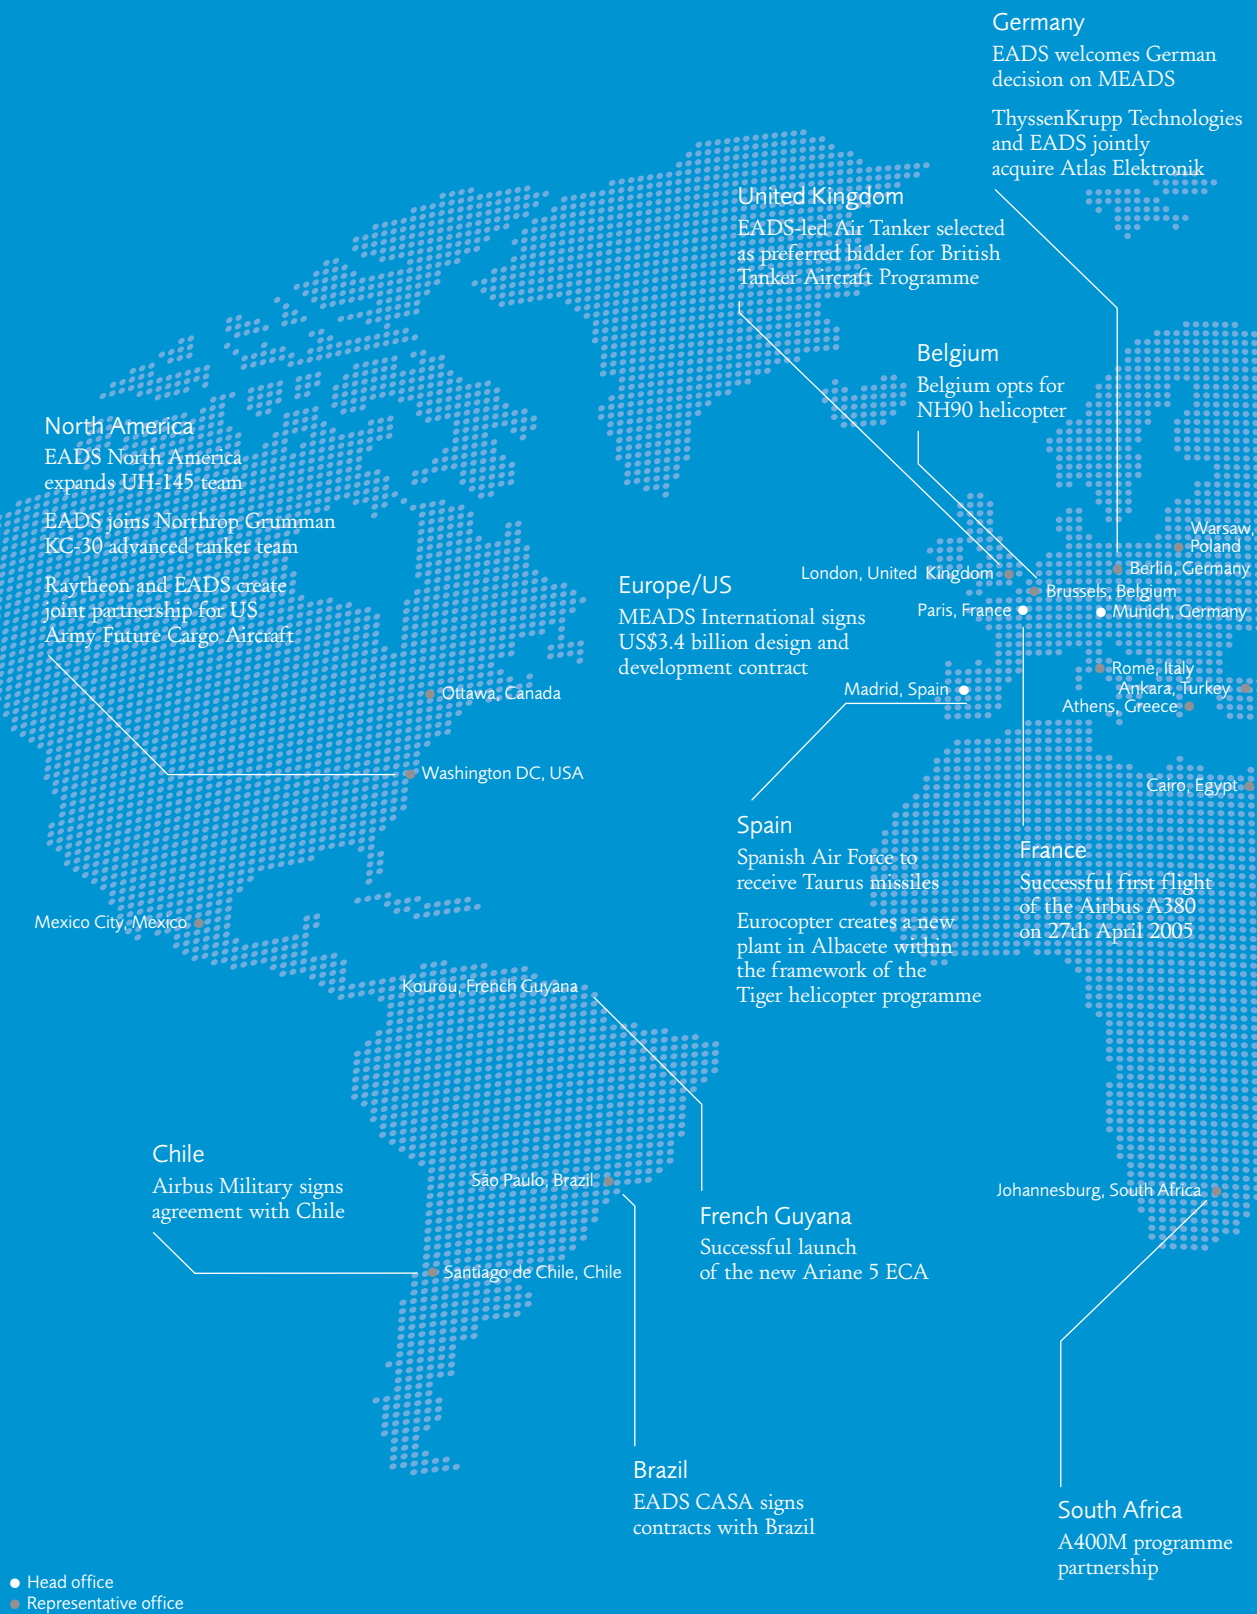 Germany
EADS welcomes German
decision on MEADS
ThyssenKrupp Technologies
and EADS jointly
acquire Atlas Elektronik
United Kingdom
EADS-led Air Tanker selected
as preferred bidder for British
Tanker Aircraft Programme
Belgium
Belgium opts for
NH90 helicopter
North America
EADS North America
expands UH-145 team
EADS joins Northrop Grumman
KC-30 advanced tanker team
Raytheon and EADS create
joint partnership for US
Army Future Cargo Aircraft
Europe/US
MEADS International signs
US$3.4 billion design and
development contract
Warsaw,
Poland
Berlin, Germany
London, United Kingdom
Brussels, Belgium
Paris, France
Munich, Germany
Rome, Italy
Ankara, Turkey
Athens, Greece
Madrid, Spain
Ottawa, Canada
Washington DC, USA
Cairo, Egypt
Spain
Spanish Air Force to
receive Taurus missiles
Eurocopter creates a new
plant in Albacete within
the framework of the
Tiger helicopter programme
France
Successful first flight
of the Airbus A380
on 27th April 2005
Mexico City, Mexico
Kourou, French Guyana
Chile
Airbus Military signs
agreement with Chile
São Paulo, Brazil
Johannesburg, South Africa
French Guyana
Successful launch
of the new Ariane 5 ECA
Santiago de Chile, Chile
Brazil
EADS CASA signs
contracts with Brazil
South Africa
A400M programme
partnership
Head office
Representative office